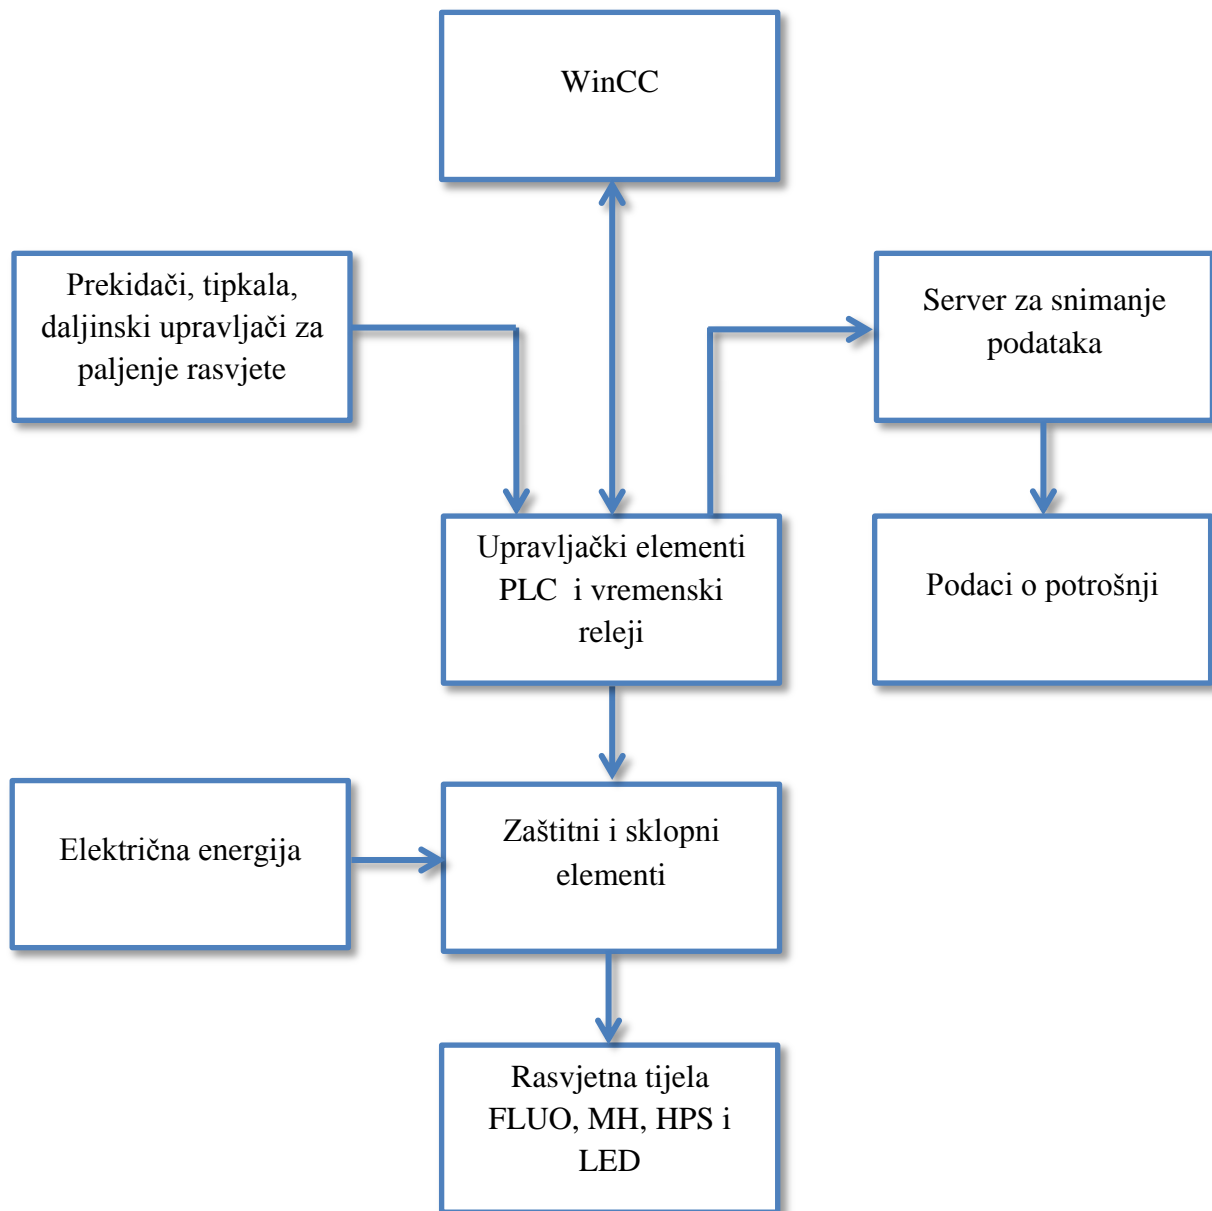 WinCC
Prekidači, tipkala,
daljinski upravljači za
paljenje rasvjete
Server za snimanje
podataka
Upravljački elementi
PLC i vremenski
releji
Podaci o potrošnji
Električna energija
Zaštitni i sklopni
elementi
Rasvjetna tijela
FLUO, MH, HPS i
LED